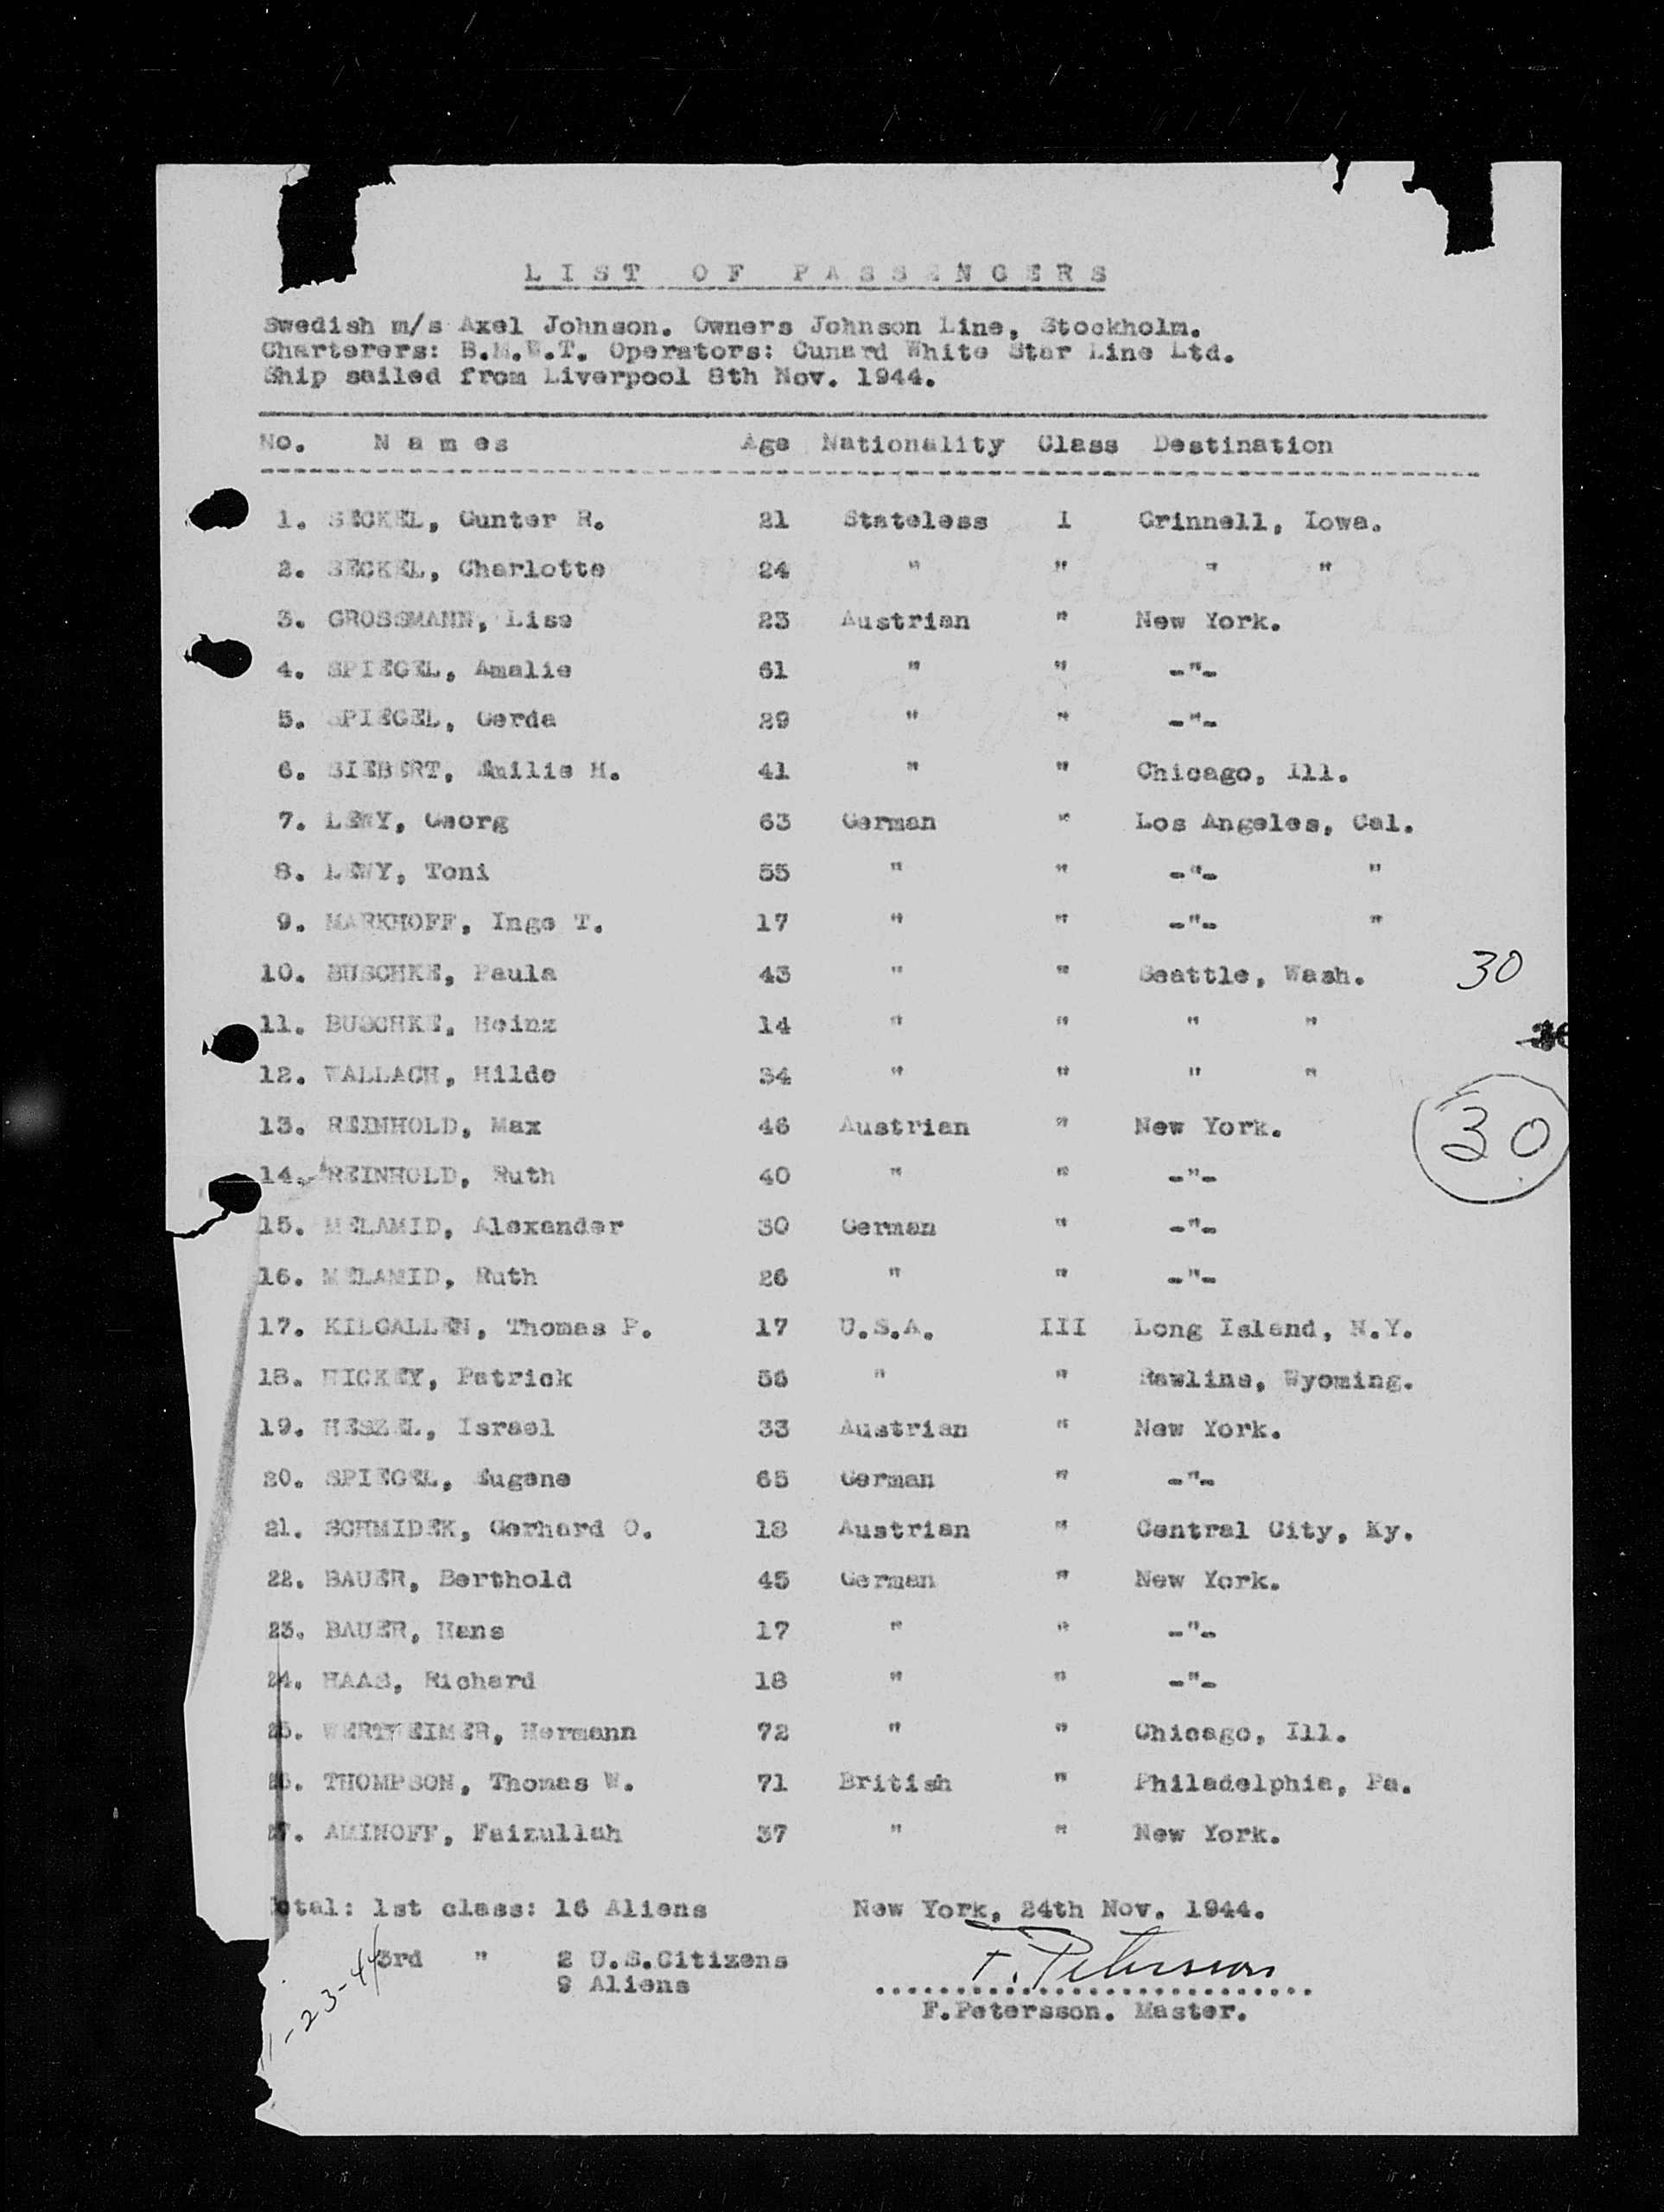 LIST OF PASSENGERS
Swedish m/s Axel Johnson. Owners Johnson Line, Stockholm.
Charterers: B.M.W.T. Operators: Cunard White Star Line Ltd.
Ship sailed from Liverpool 8th Nov. 1944.
No. Names Age Nationality Class Destination
1. SECKEL, Gunter R. 21 Stateless I Grinnell, Iowa.
2. SECKEL, Charlotte 24 " " " "
3. GROSSMANN, Lise 23 Austrian " New York.
4. SPIEGEL, Amalie 61 " " -"-
5. SPIEGEL, Gerda 29 " " -"-
6. SIEBERT, Emilie M. 41 " " Chicago, Ill.
7. LEWY, Georg 63 German " Los Angeles, Cal.
8. LEWY, Toni 55 " " -"- "
9. MARKHOFF, Inge T. 17 " " -"- "
10. BUSCHKE, Paula 43 " " Seattle, Wash. 30
11. BUSCHKE, Heinz 14 " " " "
12. WALLACH, Hilde 34 " " " "
13. REINHOLD, Max 46 Austrian " New York. 30
14. REINHOLD, Ruth 40 " " -"-
15. MELAMID, Alexander 30 German " -"-
16. MELAMID, Ruth 26 " " -"-
17. KILGALLEN, Thomas P. 17 U.S.A. III Long Island, N.Y.
18. HICKEY, Patrick 56 " " Rawlins, Wyoming.
19. HESZEL, Israel 33 Austrian " New York.
20. SPIEGEL, Eugene 65 German " -"-
21. SCHMIDEK, Gerhard O. 18 Austrian " Central City, Ky.
22. BAUER, Berthold 45 German " New York.
23. BAUER, Hans 17 " " -"-
24. HAAS, Richard 18 " " -"-
25. WERTHEIMER, Hermann 72 " " Chicago, Ill.
26. THOMPSON, Thomas W. 71 British " Philadelphia, Pa.
27. AMINOFF, Faizullah 37 " " New York.
Total: 1st class: 16 Aliens New York, 24th Nov. 1944.
3rd " 2 U.S.Citizens
9 Aliens
F. Petersson
F.Petersson. Master.
-23-44